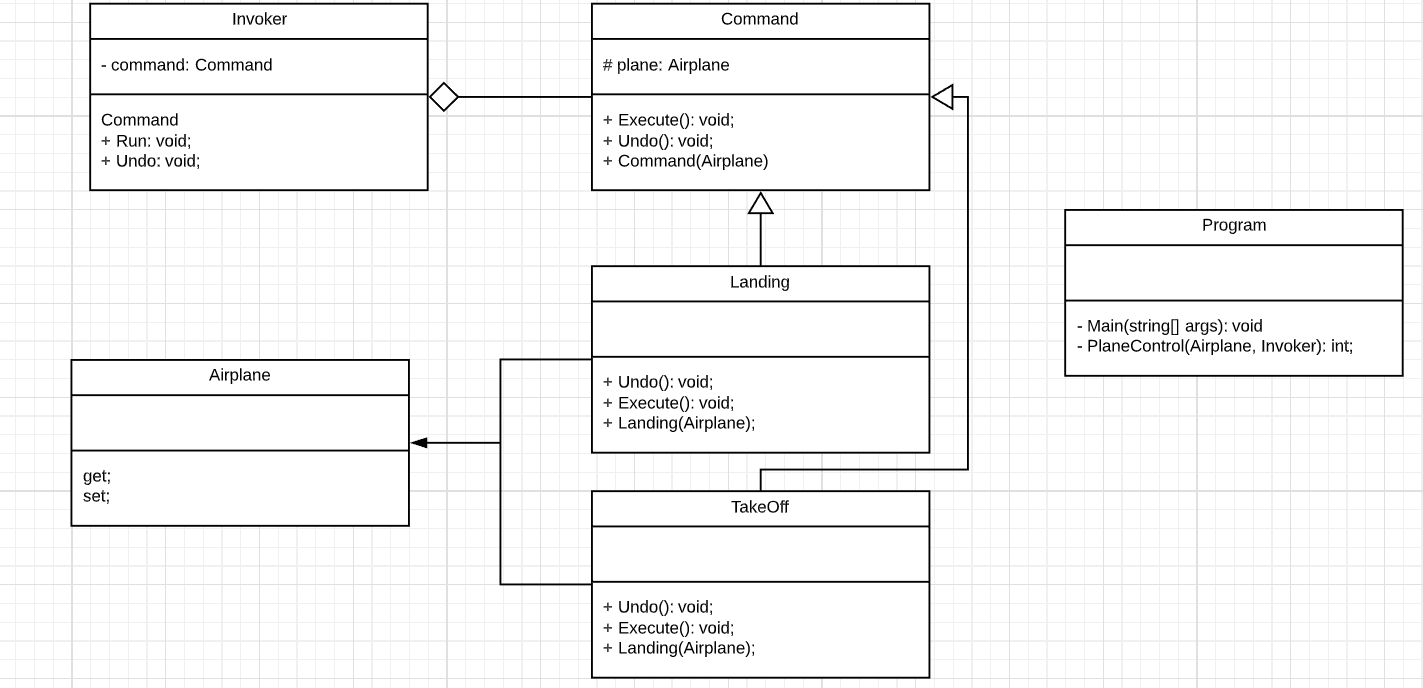 Invoker
- command: Command
Command
+ Run: void;
+ Undo: void;
Command
# plane: Airplane
+ Execute(): void;
+ Undo(): void;
+ Command(Airplane)
Program
- Main(string[] args): void
- PlaneControl(Airplane, Invoker): int;
Landing
+ Undo(): void;
+ Execute(): void;
+ Landing(Airplane);
Airplane
get;
set;
TakeOff
+ Undo(): void;
+ Execute(): void;
+ Landing(Airplane);